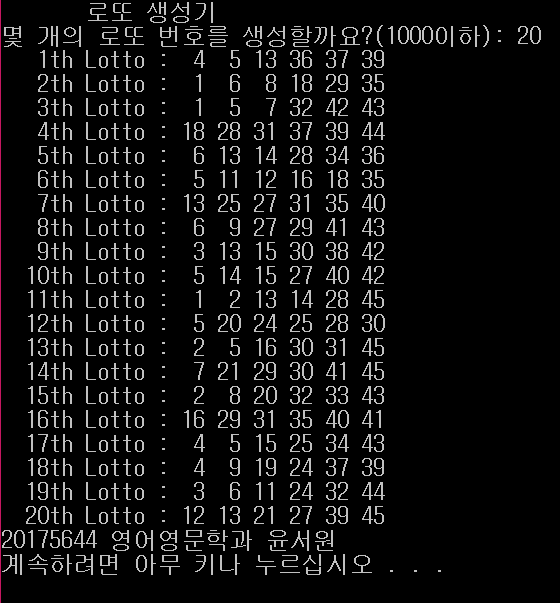 로또 생성기
몇 개의 로또 번호를 생성할까요?(1000이하): 20
1th Lotto : 4 5 13 36 37 39
2th Lotto : 1 6 8 18 29 35
3th Lotto : 1 5 7 32 42 43
4th Lotto : 18 28 31 37 39 44
5th Lotto : 6 13 14 28 34 36
6th Lotto : 5 11 12 16 18 35
7th Lotto : 13 25 27 31 35 40
8th Lotto : 6 9 27 29 41 43
9th Lotto : 3 13 15 30 38 42
10th Lotto : 5 14 15 27 40 42
11th Lotto : 1 2 13 14 28 45
12th Lotto : 5 20 24 25 28 30
13th Lotto : 2 5 16 30 31 45
14th Lotto : 7 21 29 30 41 45
15th Lotto : 2 8 20 32 33 43
16th Lotto : 16 29 31 35 40 41
17th Lotto : 4 5 15 25 34 43
18th Lotto : 4 9 19 24 37 39
19th Lotto : 3 6 11 24 32 44
20th Lotto : 12 13 21 27 39 45
20175644 영어영문학과 윤서원
계속하려면 아무 키나 누르십시오 . . .